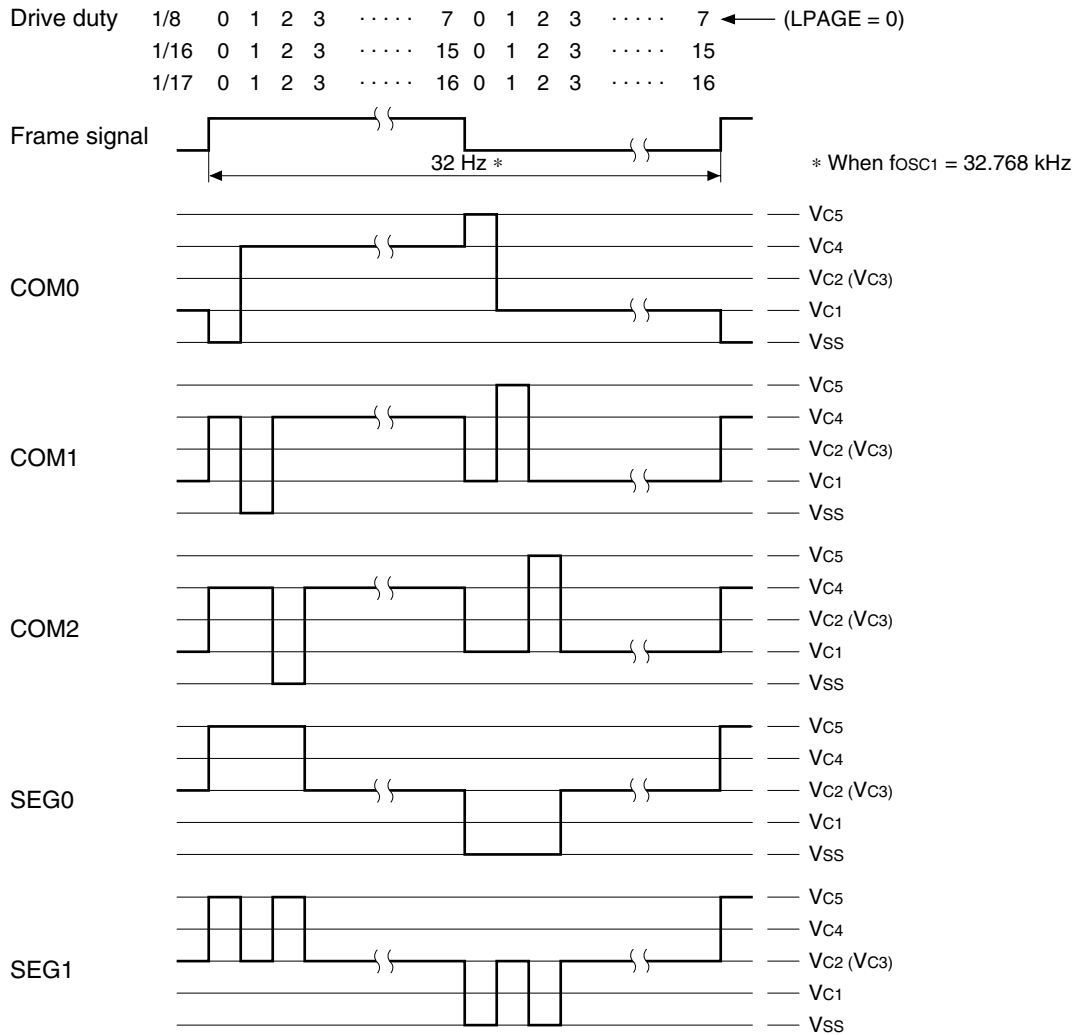 Drive duty 1/8 0 1 2 3 ····· 7 0 1 2 3 ····· 7 (LPAGE = 0)
1/16 0 1 2 3 ····· 15 0 1 2 3 ····· 15
1/17 0 1 2 3 ····· 16 0 1 2 3 ····· 16
Frame signal
32 Hz *
* When fOSC1 = 32.768 kHz
COM0
VC5
VC4
VC2 (VC3)
VC1
VSS
COM1
VC5
VC4
VC2 (VC3)
VC1
VSS
COM2
VC5
VC4
VC2 (VC3)
VC1
VSS
SEG0
VC5
VC4
VC2 (VC3)
VC1
VSS
SEG1
VC5
VC4
VC2 (VC3)
VC1
VSS